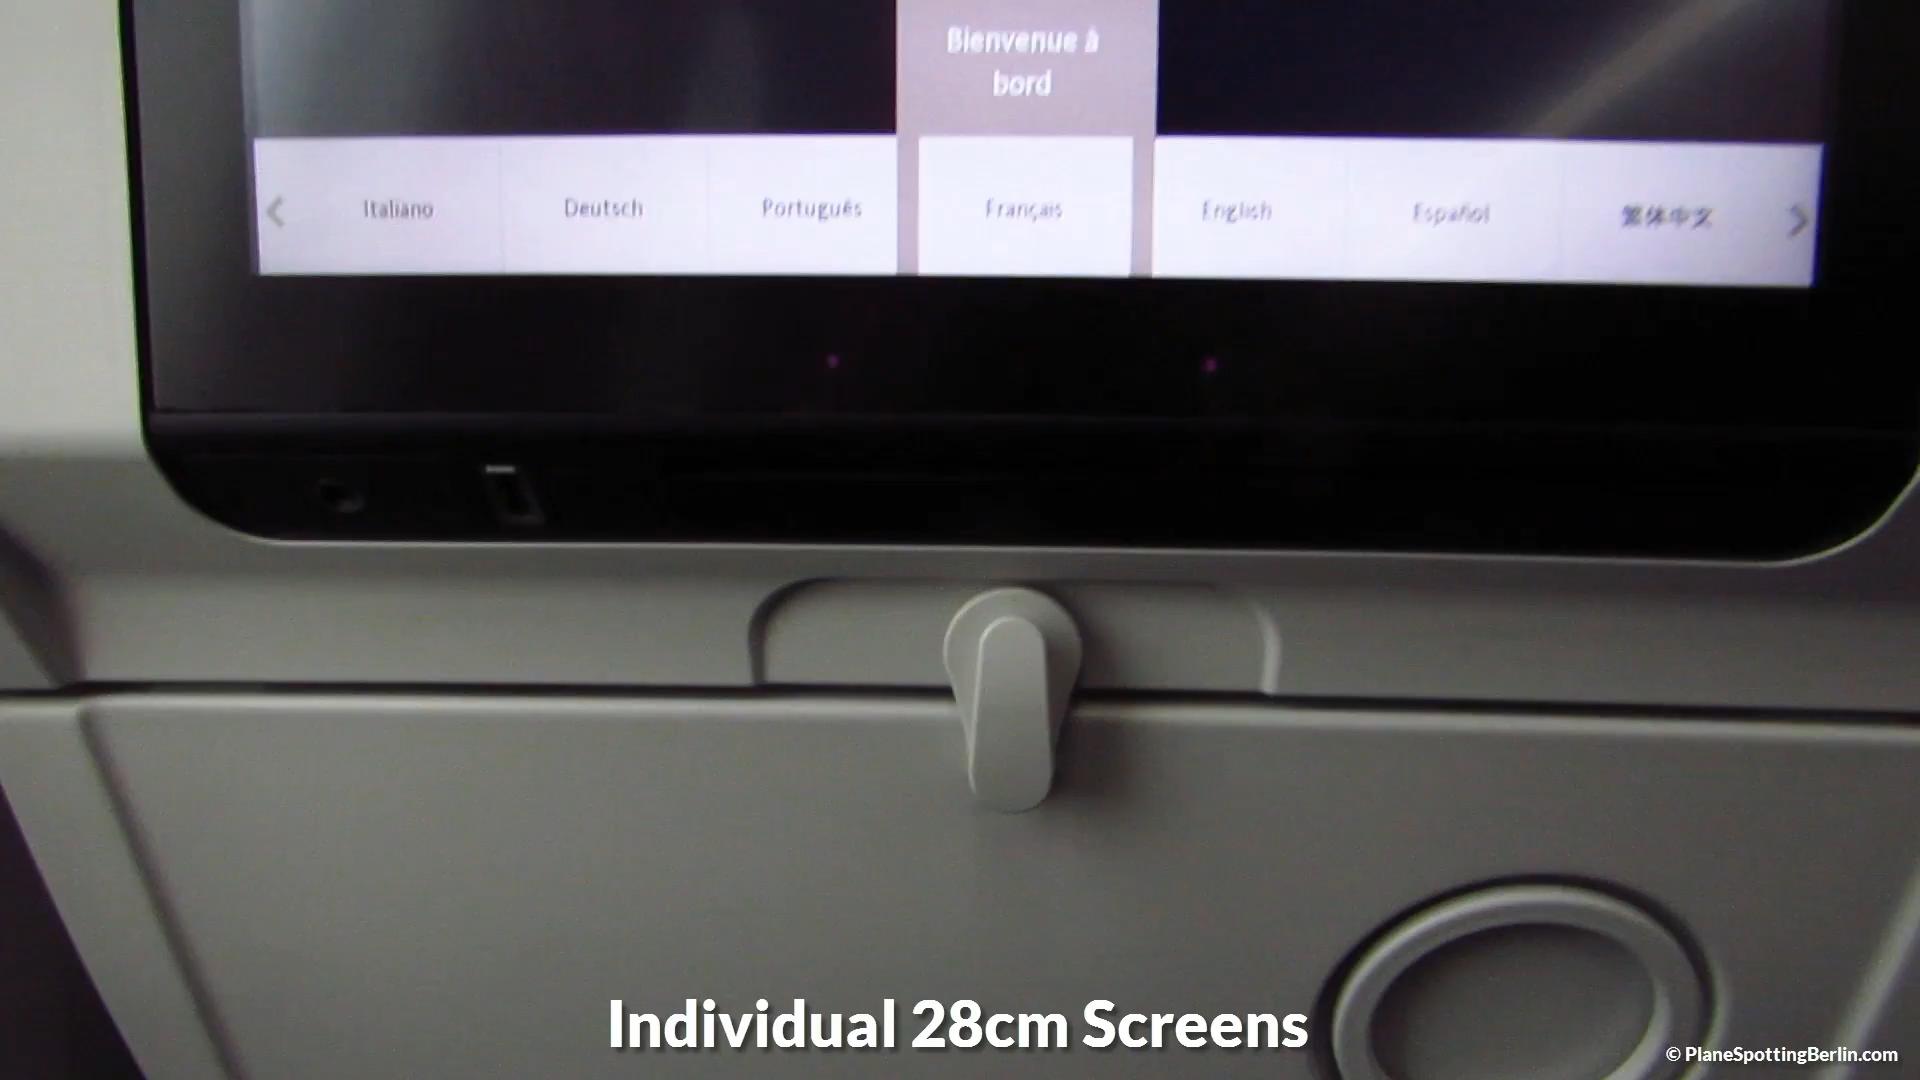 Bienvenue à
bord
Italiano
Deutsch
Português
Français
English
Español
繁体中文
Individual 28cm Screens
© PlaneSpottingBerlin.com